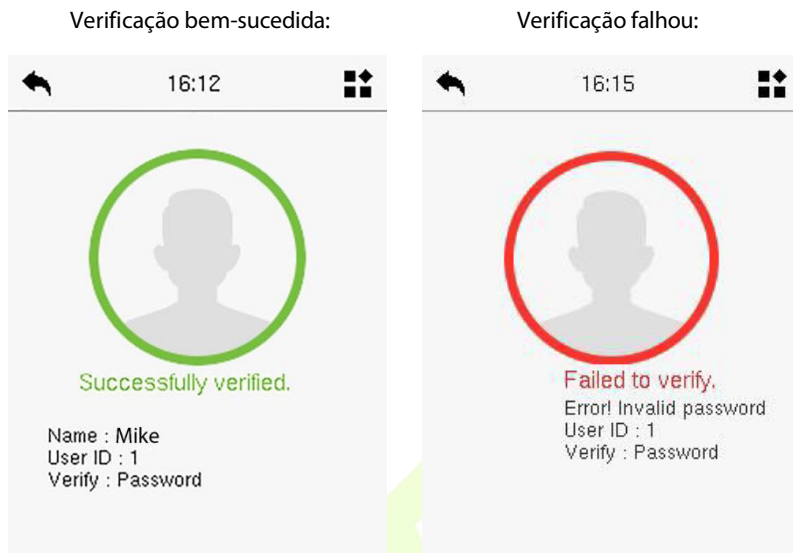 Verificação bem-sucedida:
16:12
Successfully verified.
Name : Mike
User ID : 1
Verify : Password
Verificação falhou:
16:15
Failed to verify.
Error! Invalid password
User ID : 1
Verify : Password